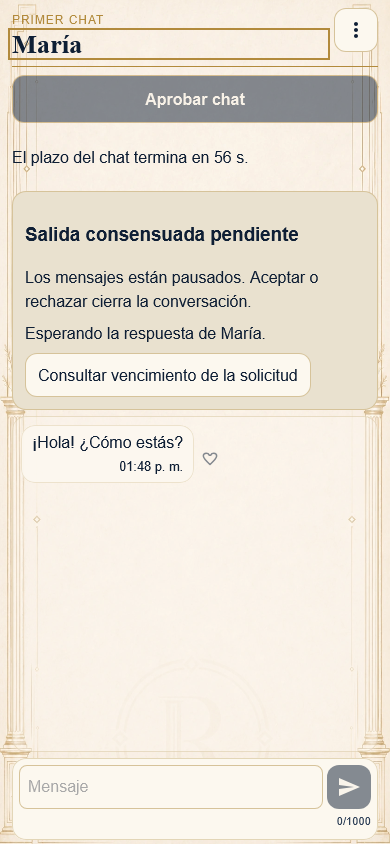 PRIMER CHAT
María
Aprobar chat
El plazo del chat termina en 56 s.
Salida consensuada pendiente
Los mensajes están pausados. Aceptar o
rechazar cierra la conversación.
Esperando la respuesta de María.
Consultar vencimiento de la solicitud
¡Hola! ¿Cómo estás?
01:48 p. m.
Mensaje
0/1000